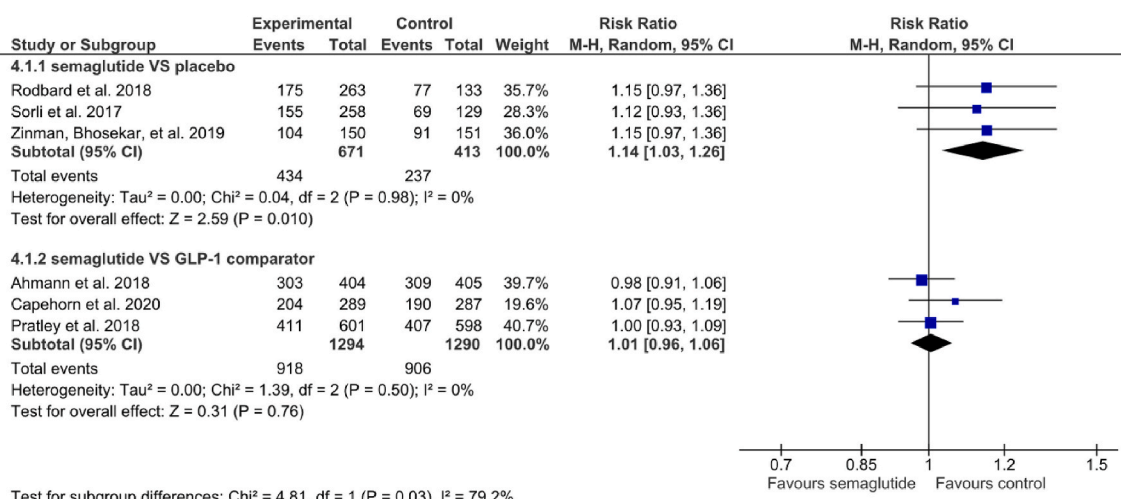 Experimental Control Risk Ratio Risk Ratio
Study or Subgroup Events Total Events Total Weight M-H, Random, 95% CI M-H, Random, 95% CI
4.1.1 semaglutide VS placebo
Rodbard et al. 2018 175 263 77 133 35.7% 1.15 [0.97, 1.36]
Sorli et al. 2017 155 258 69 129 28.3% 1.12 [0.93, 1.36]
Zinman, Bhosekar, et al. 2019 104 150 91 151 36.0% 1.15 [0.97, 1.36]
Subtotal (95% CI) 671 413 100.0% 1.14 [1.03, 1.26]
Total events 434 237
Heterogeneity: Tau² = 0.00; Chi² = 0.04, df = 2 (P = 0.98); I² = 0%
Test for overall effect: Z = 2.59 (P = 0.010)
4.1.2 semaglutide VS GLP-1 comparator
Ahmann et al. 2018 303 404 309 405 39.7% 0.98 [0.91, 1.06]
Capehorn et al. 2020 204 289 190 287 19.6% 1.07 [0.95, 1.19]
Pratley et al. 2018 411 601 407 598 40.7% 1.00 [0.93, 1.09]
Subtotal (95% CI) 1294 1290 100.0% 1.01 [0.96, 1.06]
Total events 918 906
Heterogeneity: Tau² = 0.00; Chi² = 1.39, df = 2 (P = 0.50); I² = 0%
Test for overall effect: Z = 0.31 (P = 0.76)
0.7 0.85 1 1.2 1.5
Favours semaglutide Favours control
Test for subgroup differences: Chi² = 4.81, df = 1 (P = 0.03), I² = 79.2%